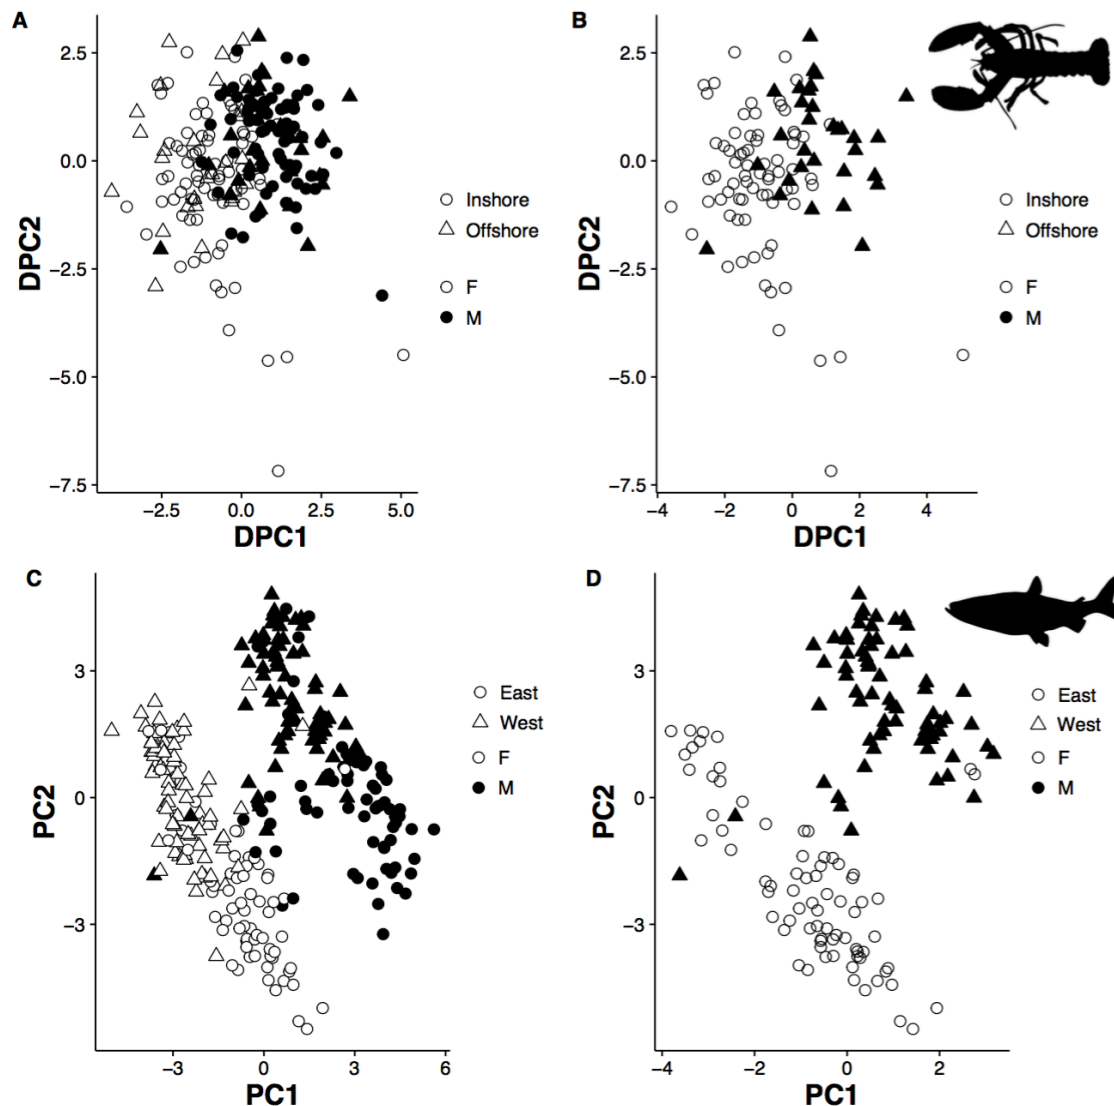 A
2.5
0.0
−2.5
−5.0
−7.5
DPC2
−2.5
0.0
2.5
5.0
DPC1
Inshore
Offshore
F
M
B
2.5
0.0
−2.5
−5.0
−7.5
DPC2
−4
−2
0
2
4
DPC1
Inshore
Offshore
F
M
C
3
0
−3
PC2
−3
0
3
6
PC1
East
West
F
M
D
3
0
−3
PC2
−4
−2
0
2
PC1
East
West
F
M